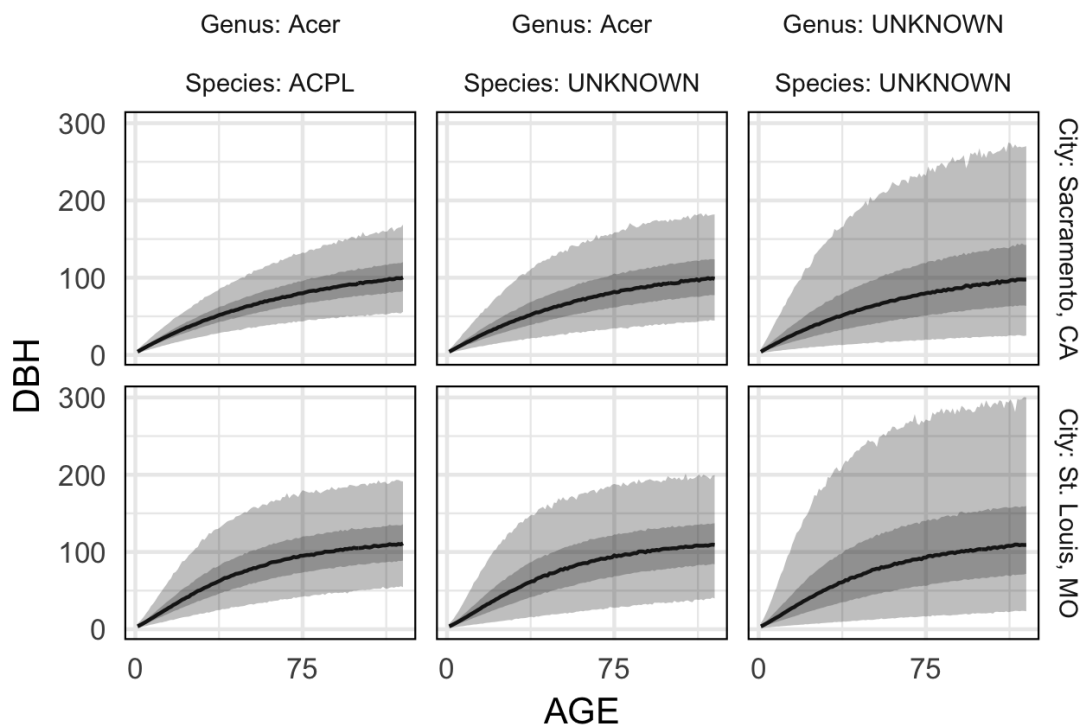 Genus: Acer
Genus: Acer
Genus: UNKNOWN
Species: ACPL
Species: UNKNOWN
Species: UNKNOWN
300
200
100
0
City: Sacramento, CA
DBH
300
200
100
0
City: St. Louis, MO
0
75
0
75
0
75
AGE